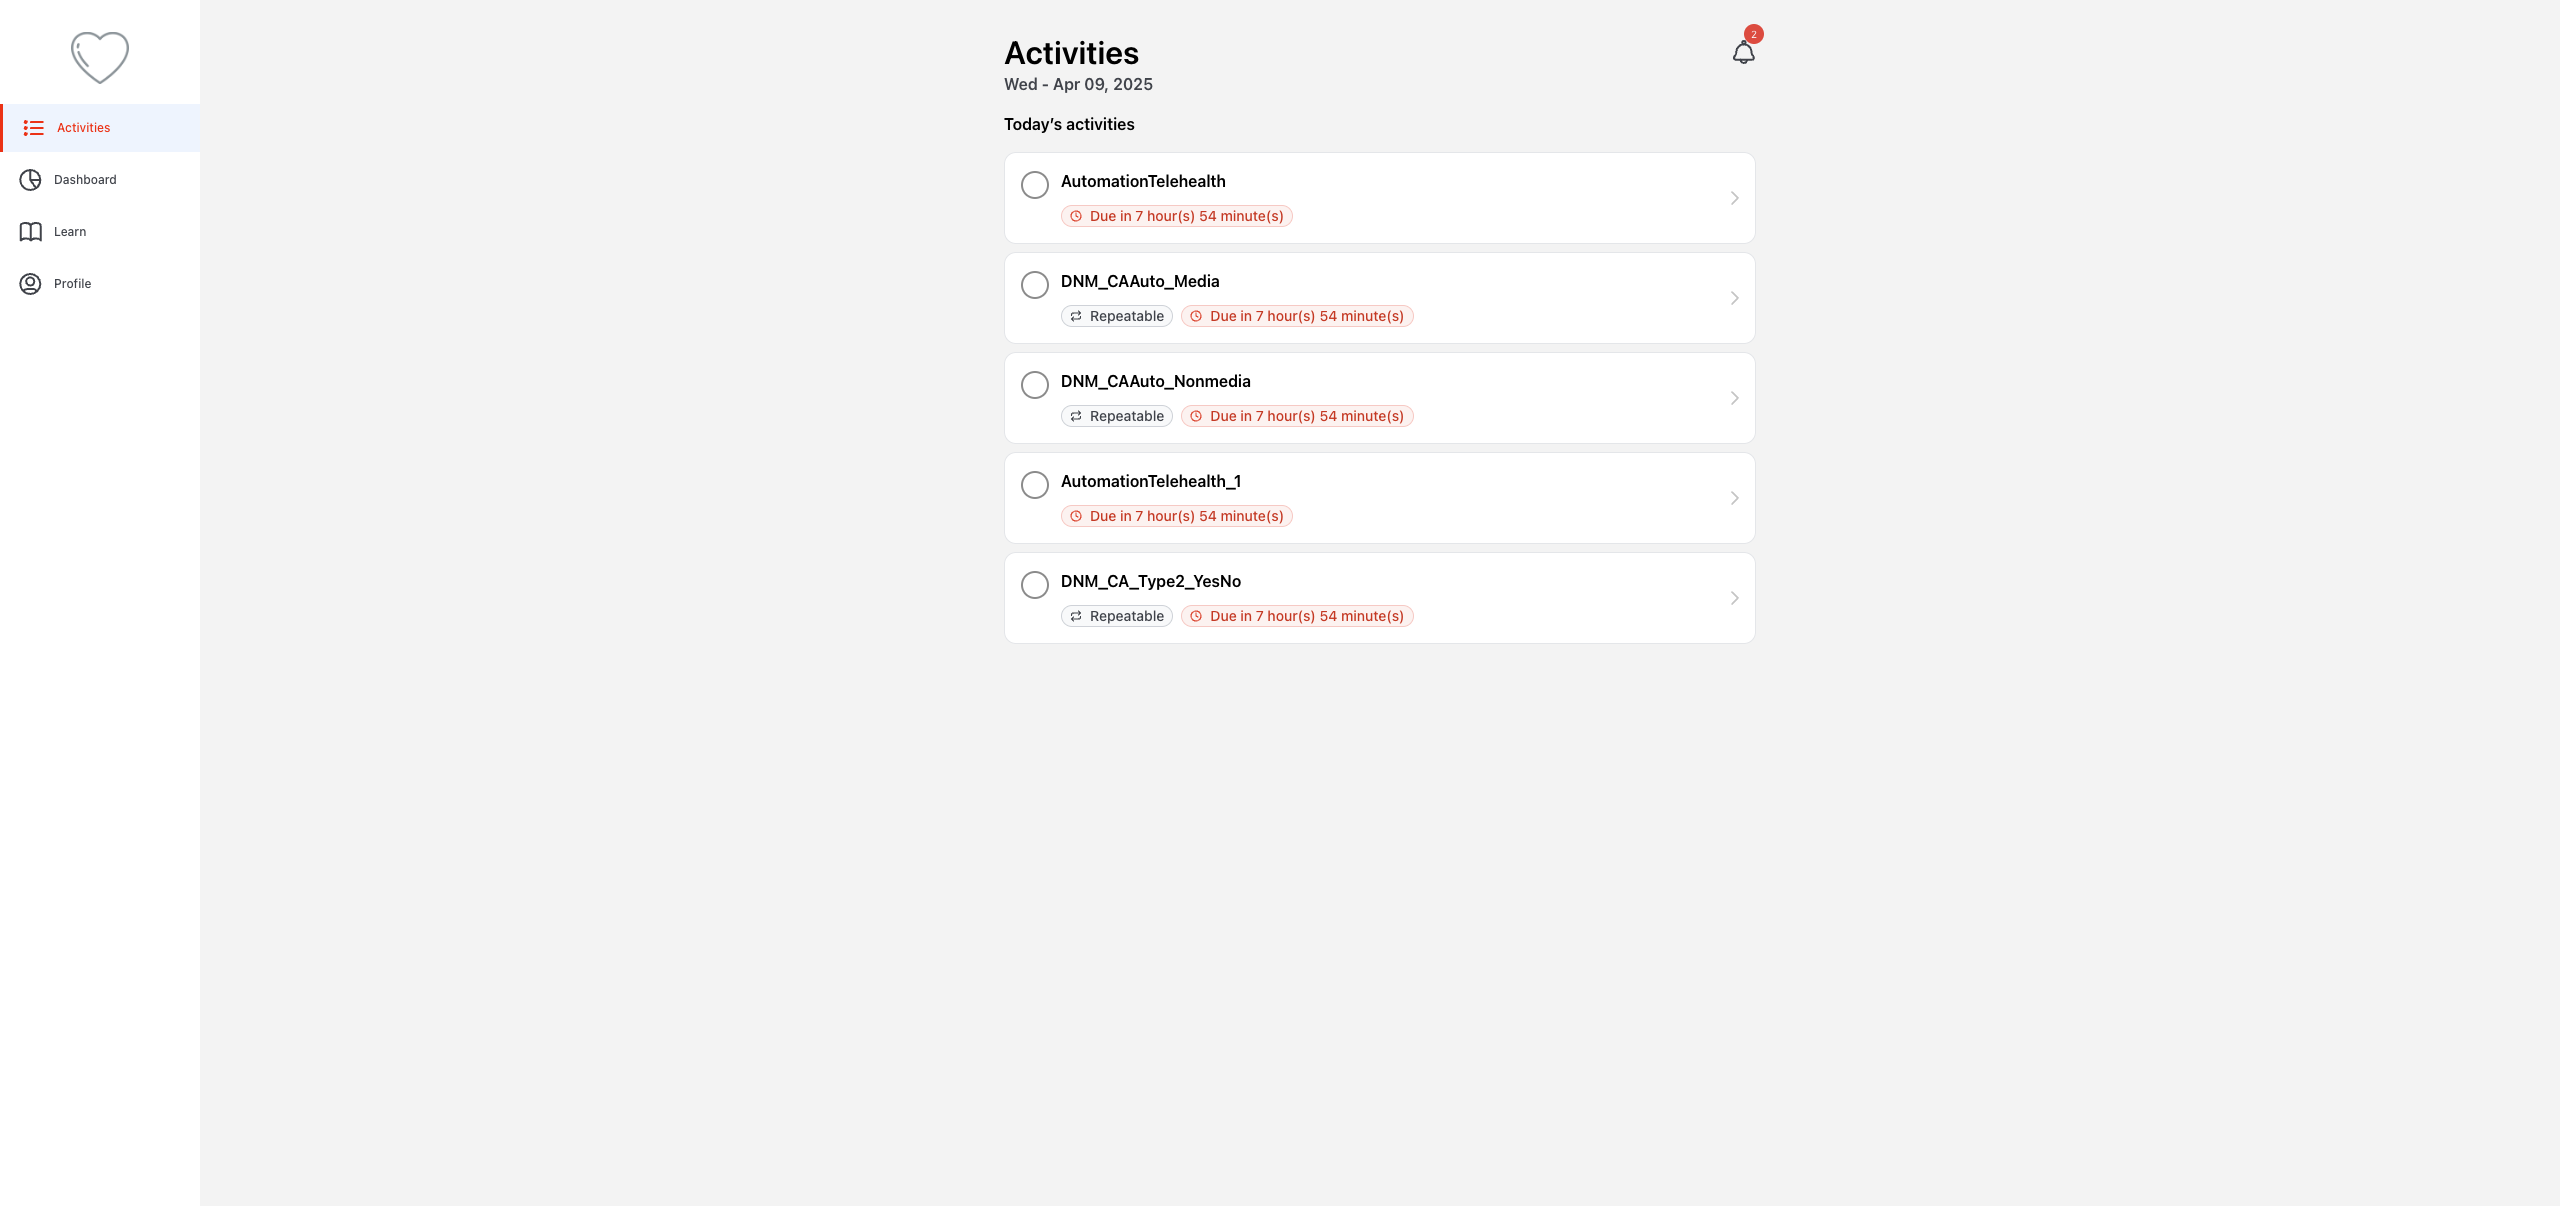 Activities
Dashboard
Learn
Profile
Activities
2
Wed - Apr 09, 2025
Today’s activities
AutomationTelehealth
Due in 7 hour(s) 54 minute(s)
DNM_CAAuto_Media
Repeatable Due in 7 hour(s) 54 minute(s)
DNM_CAAuto_Nonmedia
Repeatable Due in 7 hour(s) 54 minute(s)
AutomationTelehealth_1
Due in 7 hour(s) 54 minute(s)
DNM_CA_Type2_YesNo
Repeatable Due in 7 hour(s) 54 minute(s)